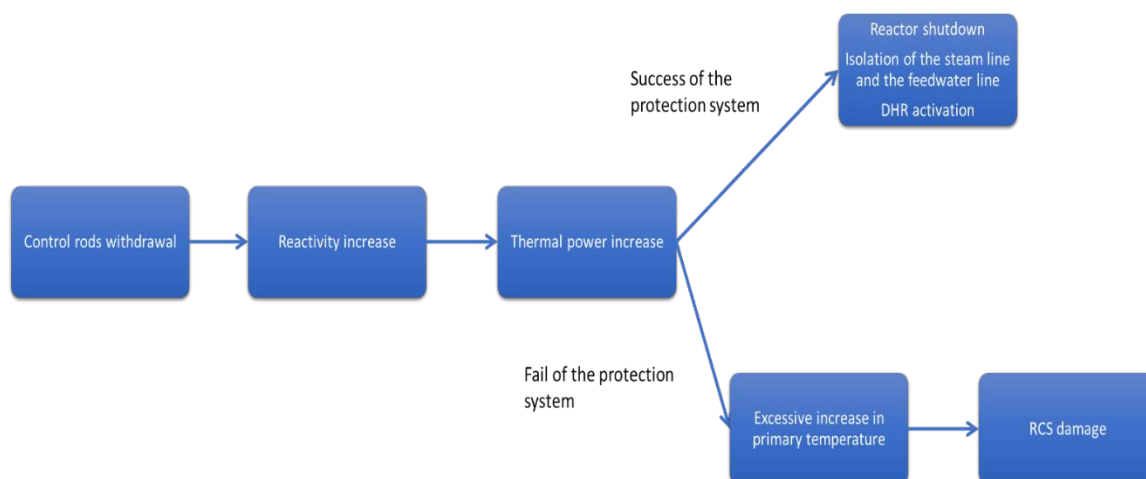 Reactor shutdown
Isolation of the steam line
and the feedwater line
DHR activation
Success of the
protection system
Control rods withdrawal
Reactivity increase
Thermal power increase
Fail of the protection
system
Excessive increase in
primary temperature
RCS damage